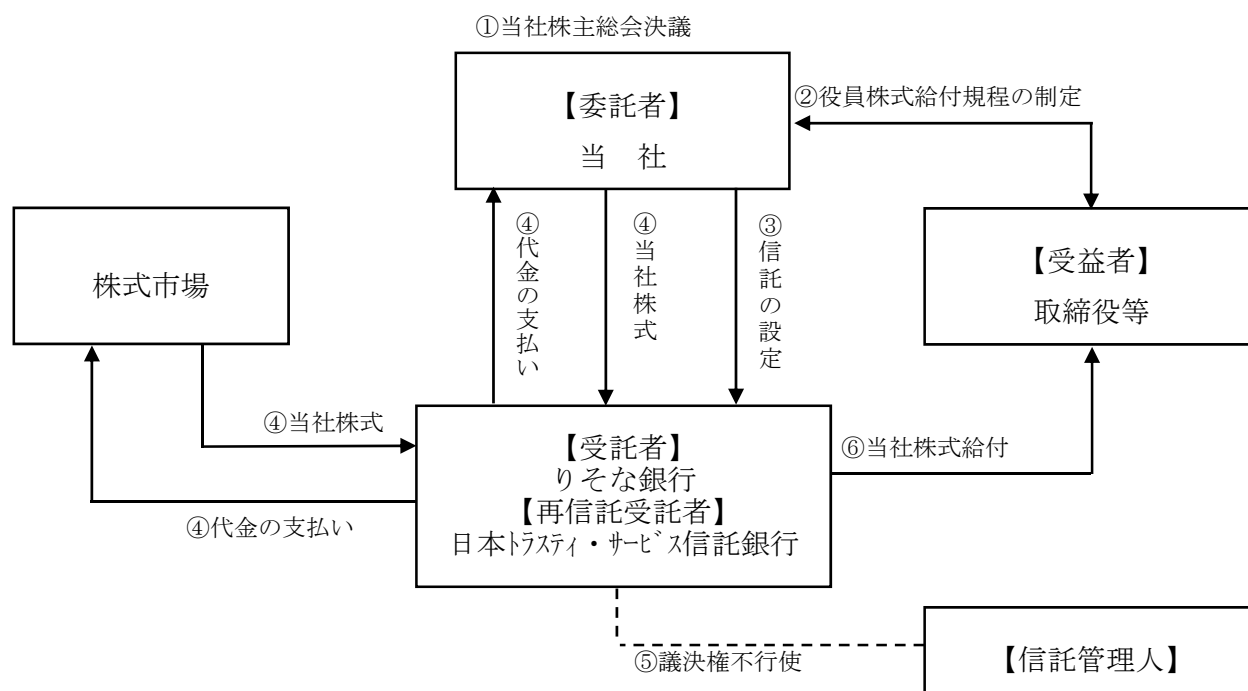 ①当社株主総会決議
【委託者】
当　社
②役員株式給付規程の制定
④代金の支払い
④当社株式
③信託の設定
株式市場
【受益者】
取締役等
④当社株式
④代金の支払い
【受託者】
りそな銀行
【再信託受託者】
日本ﾄﾗｽﾃｨ・ｻｰﾋﾞｽ信託銀行
⑥当社株式給付
⑤議決権不行使
【信託管理人】